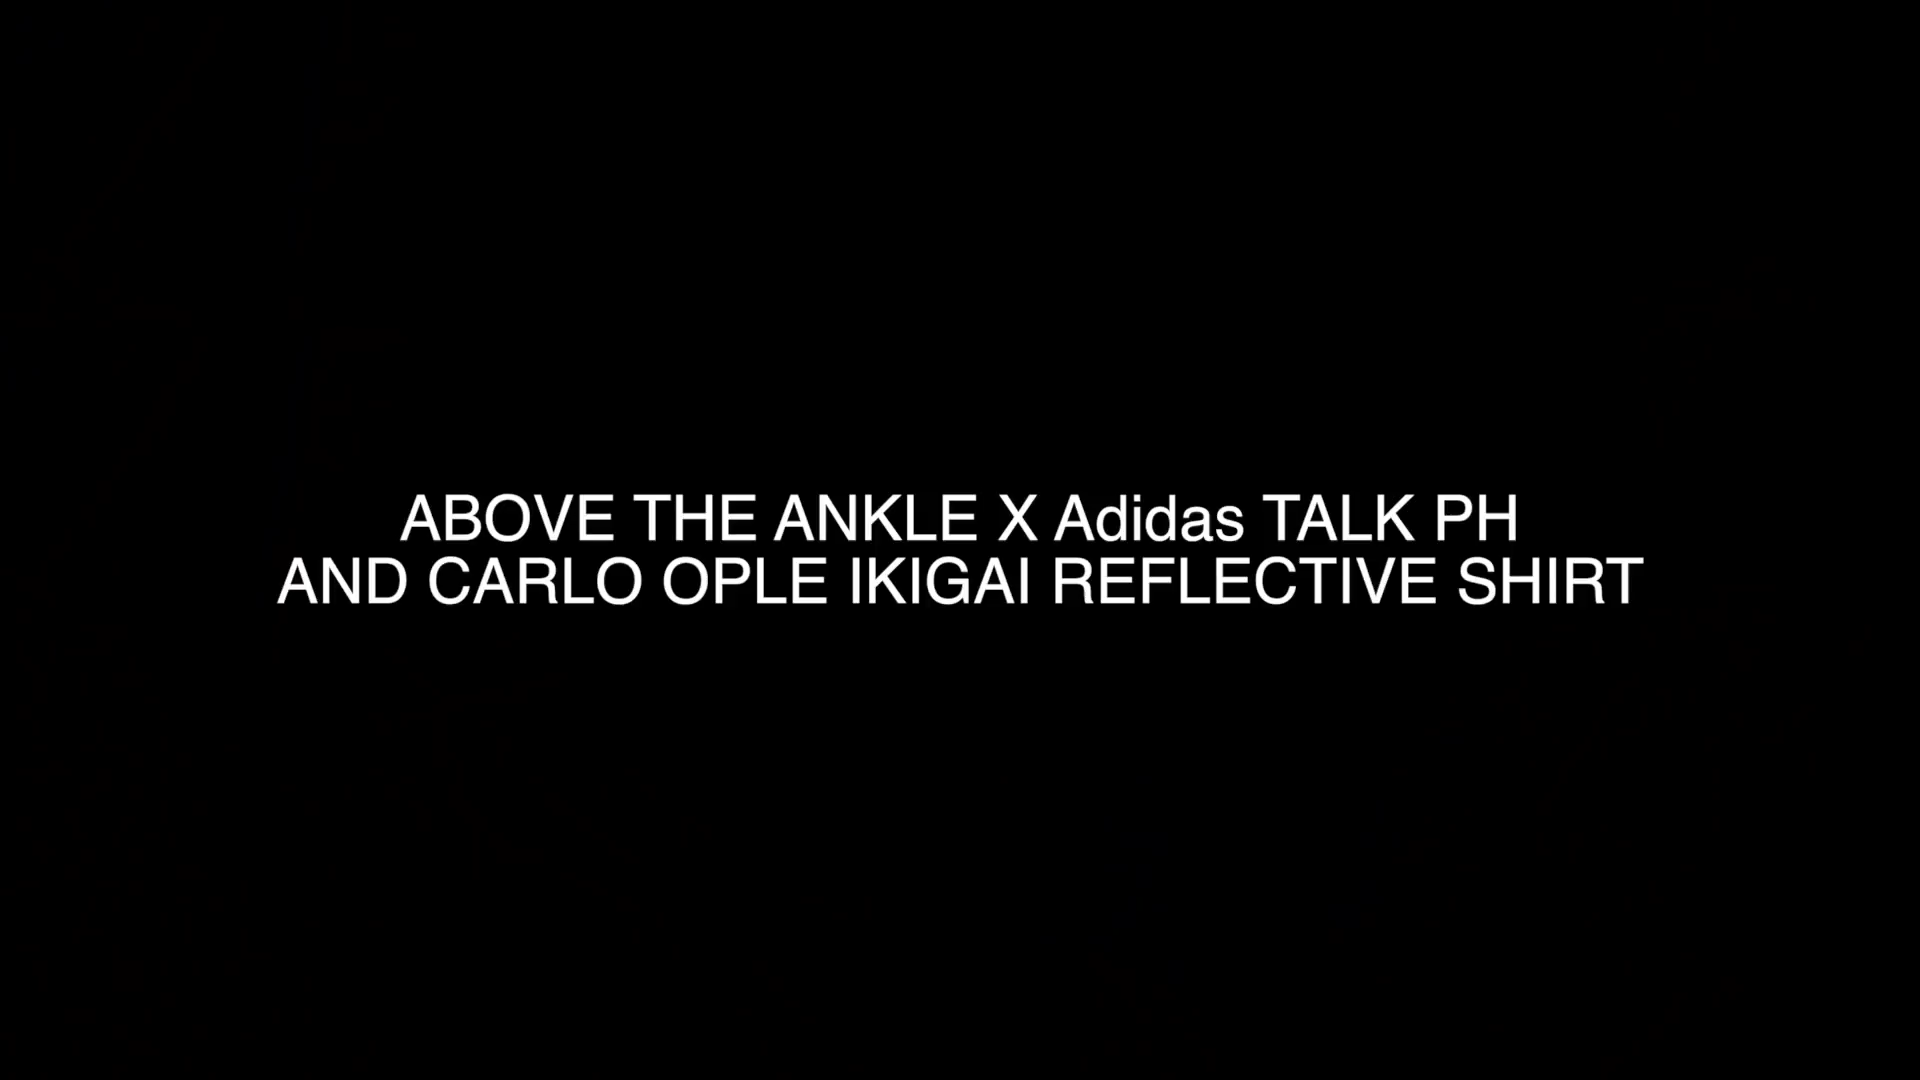 ABOVE THE ANKLE X Adidas TALK PH
AND CARLO OPLE IKIGAI REFLECTIVE SHIRT